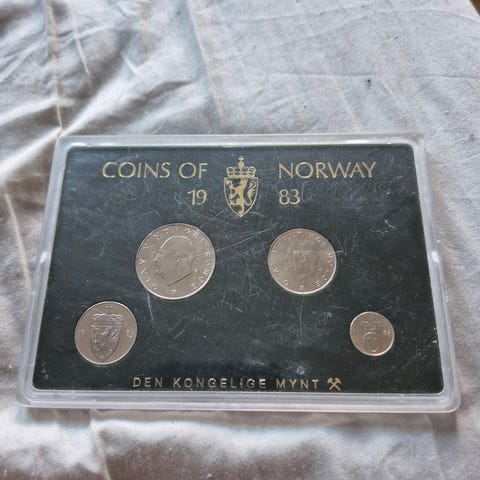 COINS OF NORWAY
19 83
DEN KONGELIGE MYNT